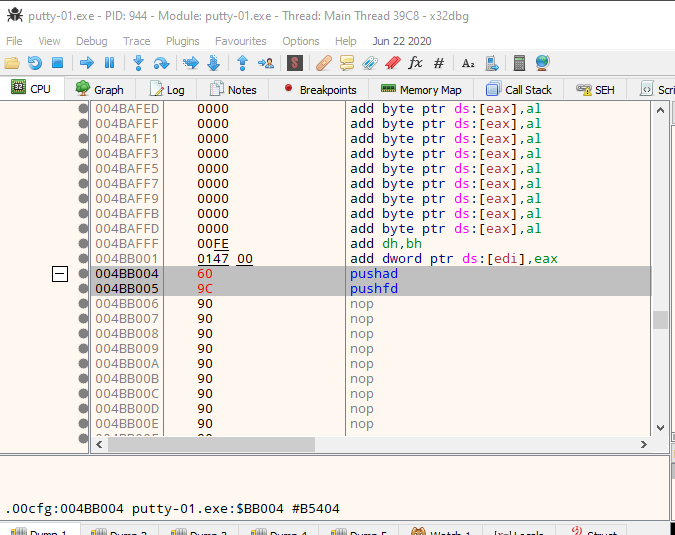 putty-01.exe - PID: 944 - Module: putty-01.exe - Thread: Main Thread 39C8 - x32dbg
File View Debug Trace Plugins Favourites Options Help Jun 22 2020
CPU Graph Log Notes Breakpoints Memory Map Call Stack SEH Scri
004BAFED 0000 add byte ptr ds:[eax],al
004BAFEF 0000 add byte ptr ds:[eax],al
004BAFF1 0000 add byte ptr ds:[eax],al
004BAFF3 0000 add byte ptr ds:[eax],al
004BAFF5 0000 add byte ptr ds:[eax],al
004BAFF7 0000 add byte ptr ds:[eax],al
004BAFF9 0000 add byte ptr ds:[eax],al
004BAFFB 0000 add byte ptr ds:[eax],al
004BAFFD 0000 add byte ptr ds:[eax],al
004BAFFF 00FE add dh,bh
004BB001 0147 00 add dword ptr ds:[edi],eax
004BB004 60 pushad
004BB005 9C pushfd
004BB006 90 nop
004BB007 90 nop
004BB008 90 nop
004BB009 90 nop
004BB00A 90 nop
004BB00B 90 nop
004BB00C 90 nop
004BB00D 90 nop
004BB00E 90 nop
.00cfg:004BB004 putty-01.exe:$BB004 #B5404
Dump 1 Dump 2 Dump 3 Dump 4 Dump 5 Watch 1 Locals Struct